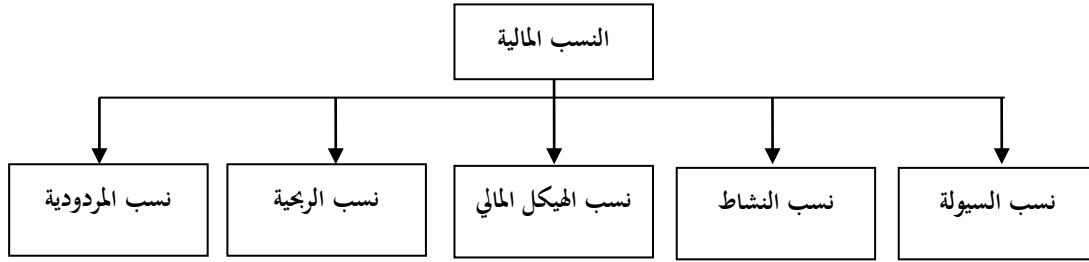 النسب المالية
نسب السيولة
نسب النشاط
نسب الهيكل المالي
نسب الربحية
نسب المردودية